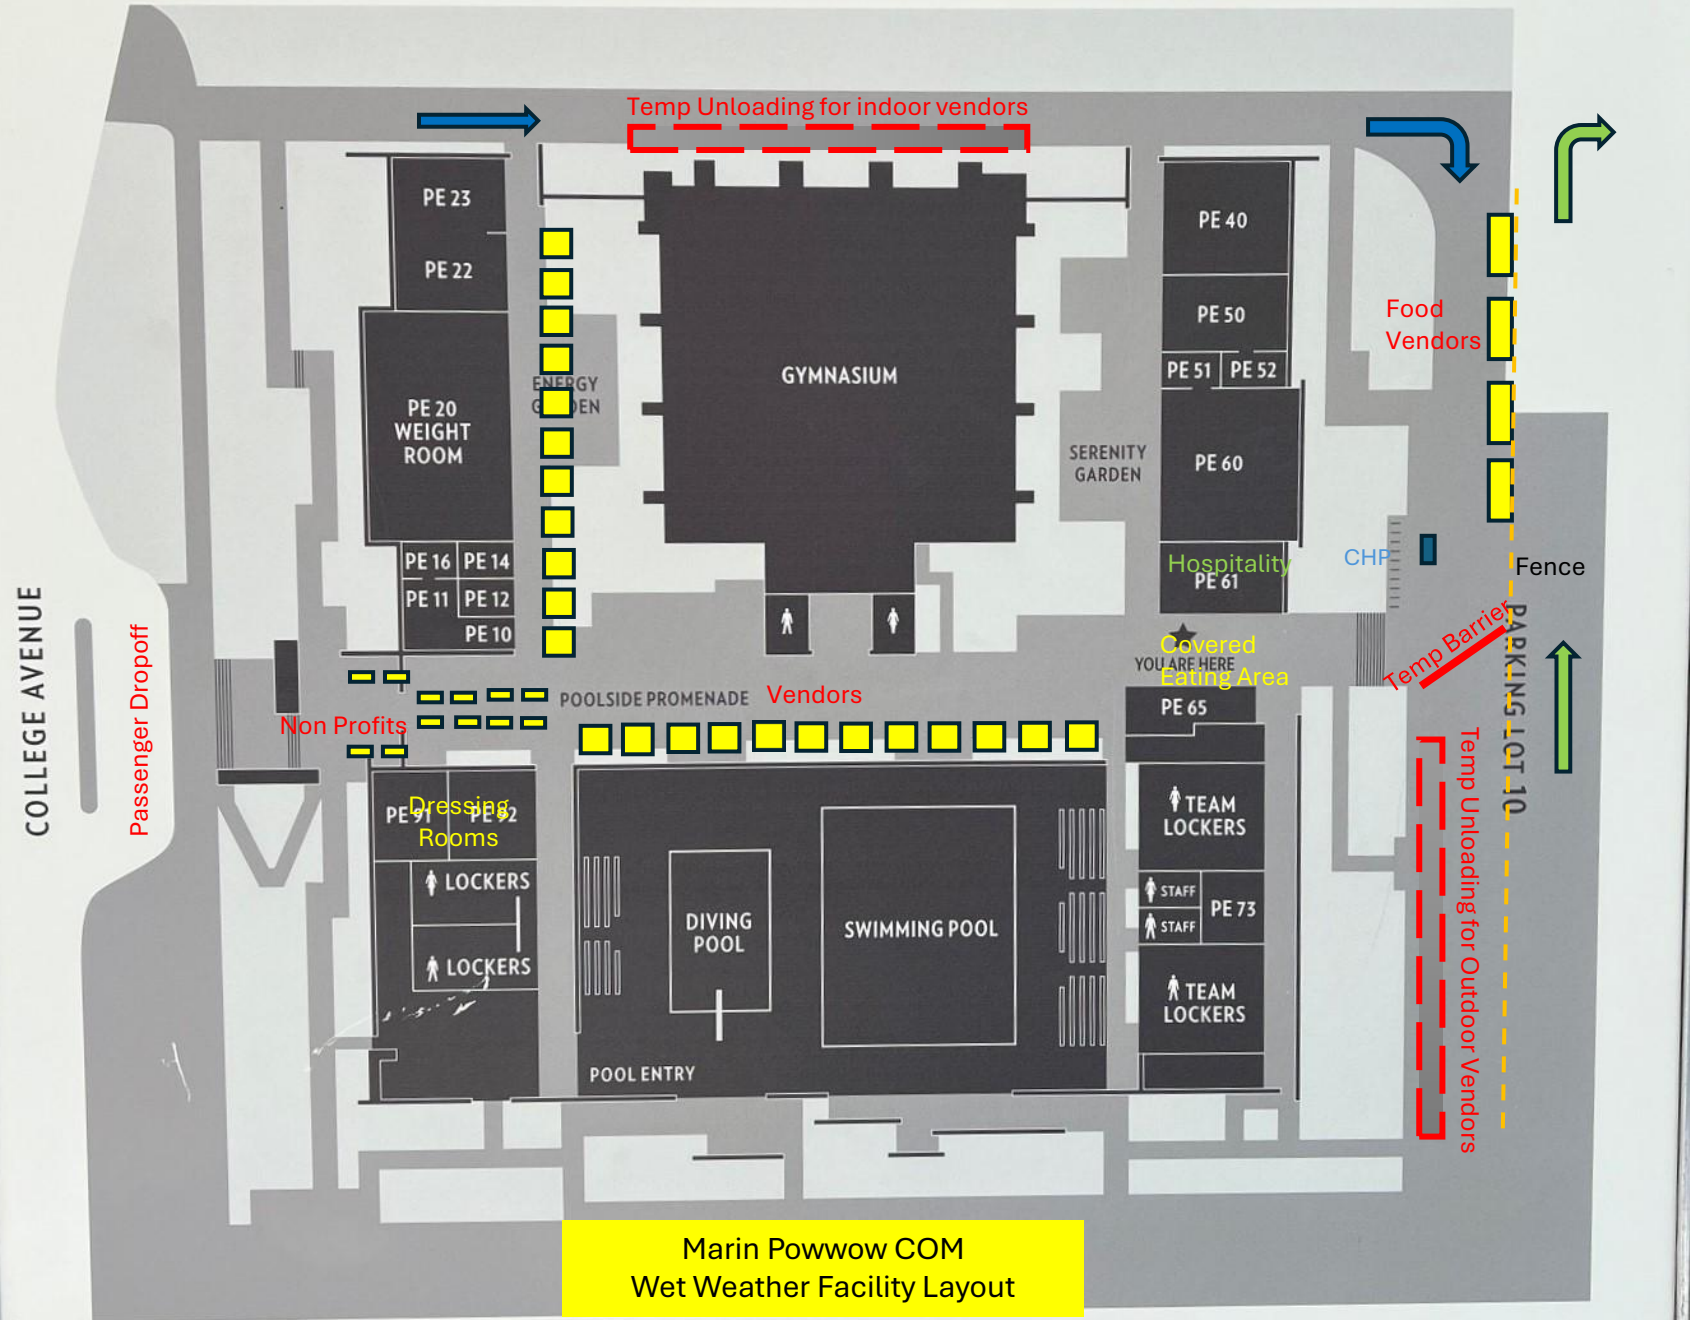 Temp Unloading for indoor vendors
PE 23
PE 22
PE 40
PE 50
PE 51
PE 52
Food
Vendors
GYMNASIUM
ENERGY
PE 20
WEIGHT
ROOM
SERENITY
GARDEN
PE 60
PE 16
PE 14
PE 11
PE 12
PE 10
Hospitality
PE 61
CHP
Fence
COLLEGE AVENUE
Passenger Dropoff
Covered
YOU ARE HERE
Eating Area
Temp Barrier
PARKING LOT 10
POOLSIDE PROMENADE
Vendors
Non Profits
PE 65
Temp Unloading for Outdoor Vendors
PE 91
PE 92
Dressing
Rooms
LOCKERS
LOCKERS
DIVING
POOL
SWIMMING POOL
TEAM
LOCKERS
STAFF
STAFF
PE 73
TEAM
LOCKERS
POOL ENTRY
Marin Powwow COM
Wet Weather Facility Layout